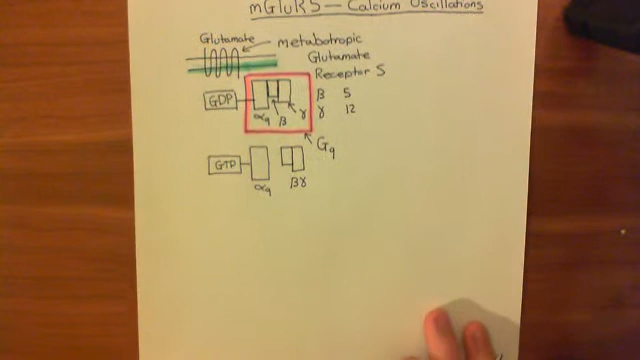 mGluR5 — Calcium Oscillations
Glutamate
metabotropic
Glutamate
Receptor 5
GDP
αq β γ
β 5
γ 12
Gq
GTP
αq βγ